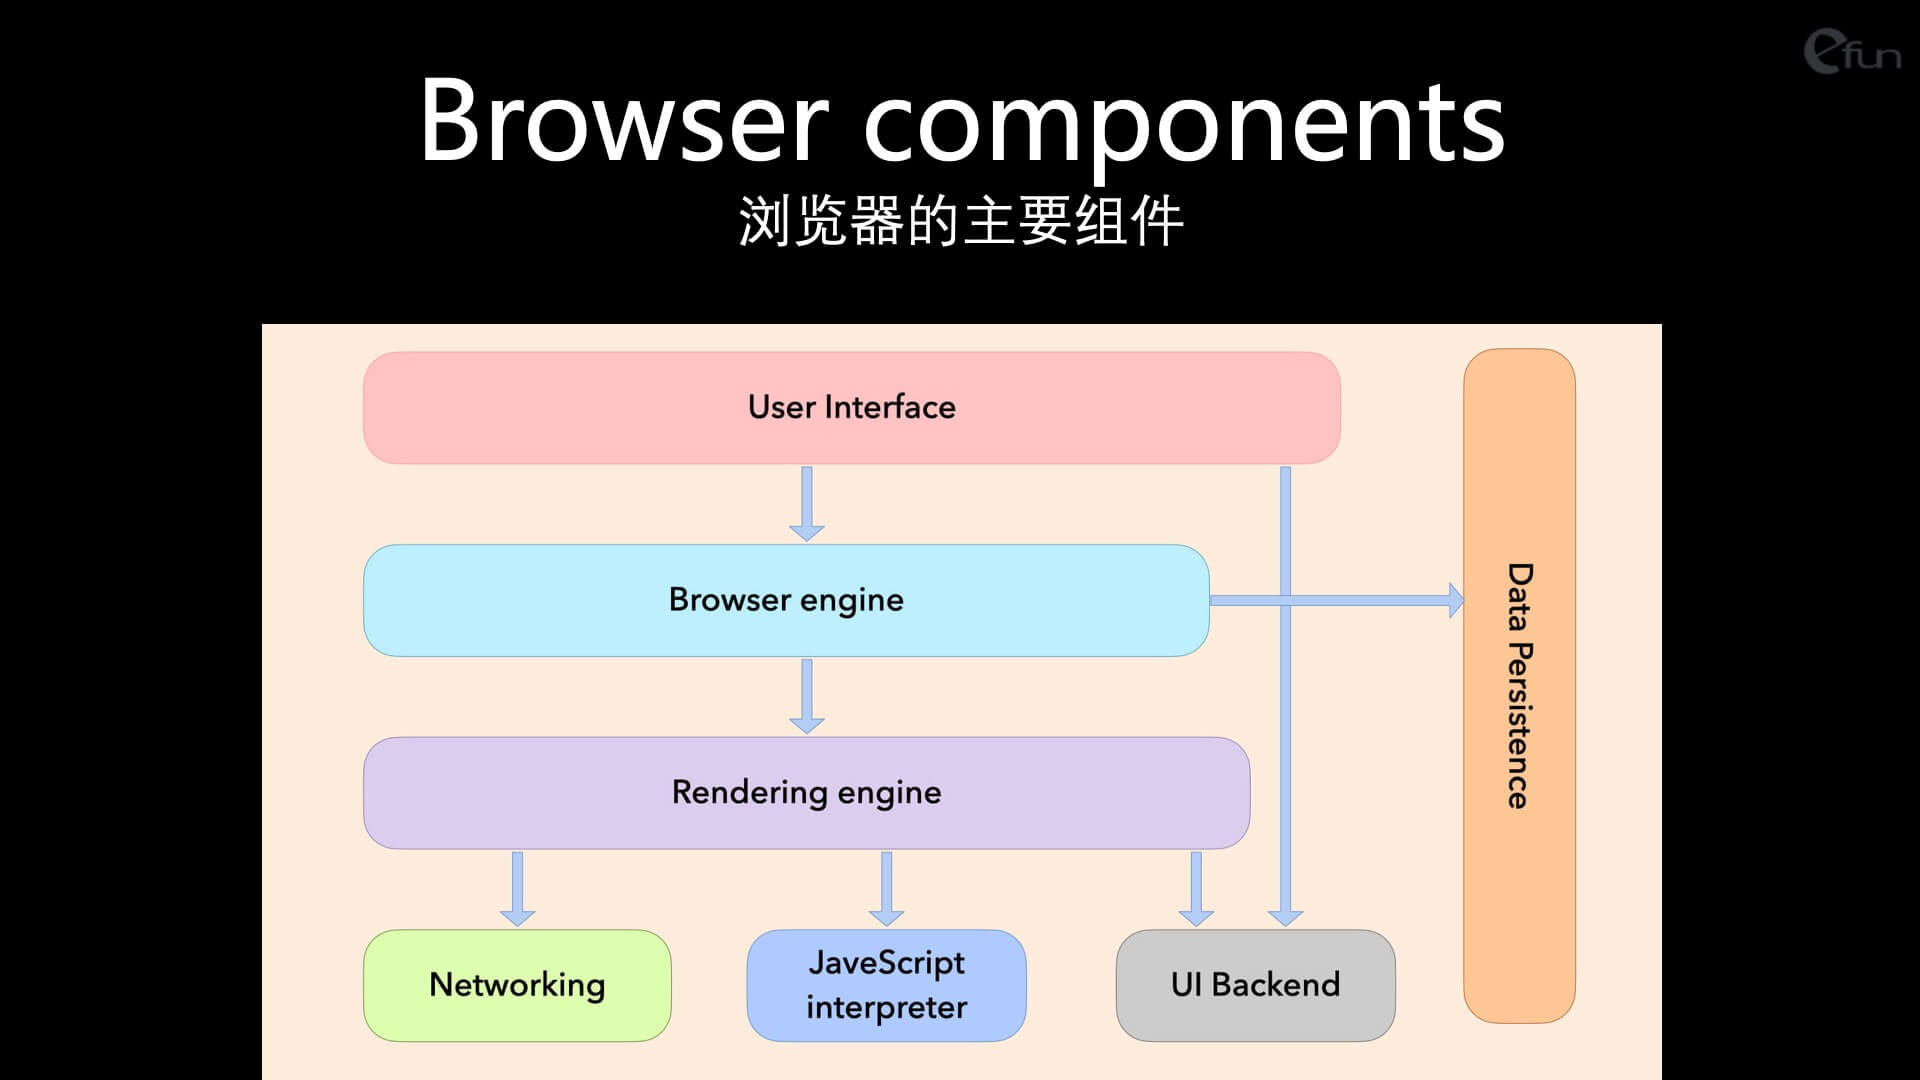 efun
Browser components
浏览器的主要组件
User Interface
Browser engine
Data Persistence
Rendering engine
Networking
JaveScript
interpreter
UI Backend